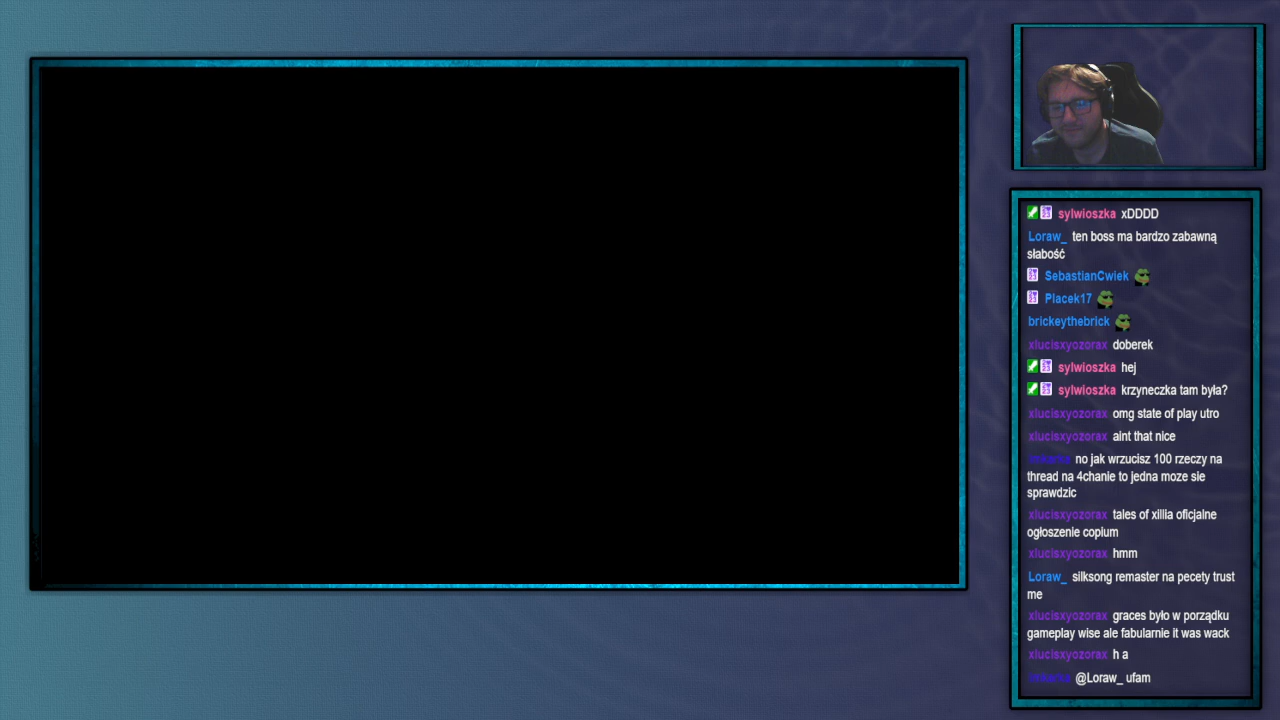 sylwioszka xDDDD
Loraw_ ten boss ma bardzo zabawną
słabość
SebastianCwiek
Placek17
brickeythebrick
xlucisxyozorax doberek
sylwioszka hej
sylwioszka krzyneczka tam była?
xlucisxyozorax omg state of play utro
xlucisxyozorax aint that nice
no jak wrzucisz 100 rzeczy na
thread na 4chanie to jedna moze sie
sprawdzic
xlucisxyozorax tales of xillia oficjalne
ogłoszenie copium
xlucisxyozorax hmm
Loraw_ silksong remaster na pecety trust
me
xlucisxyozorax graces było w porządku
gameplay wise ale fabularnie it was wack
xlucisxyozorax h a
@Loraw_ ufam